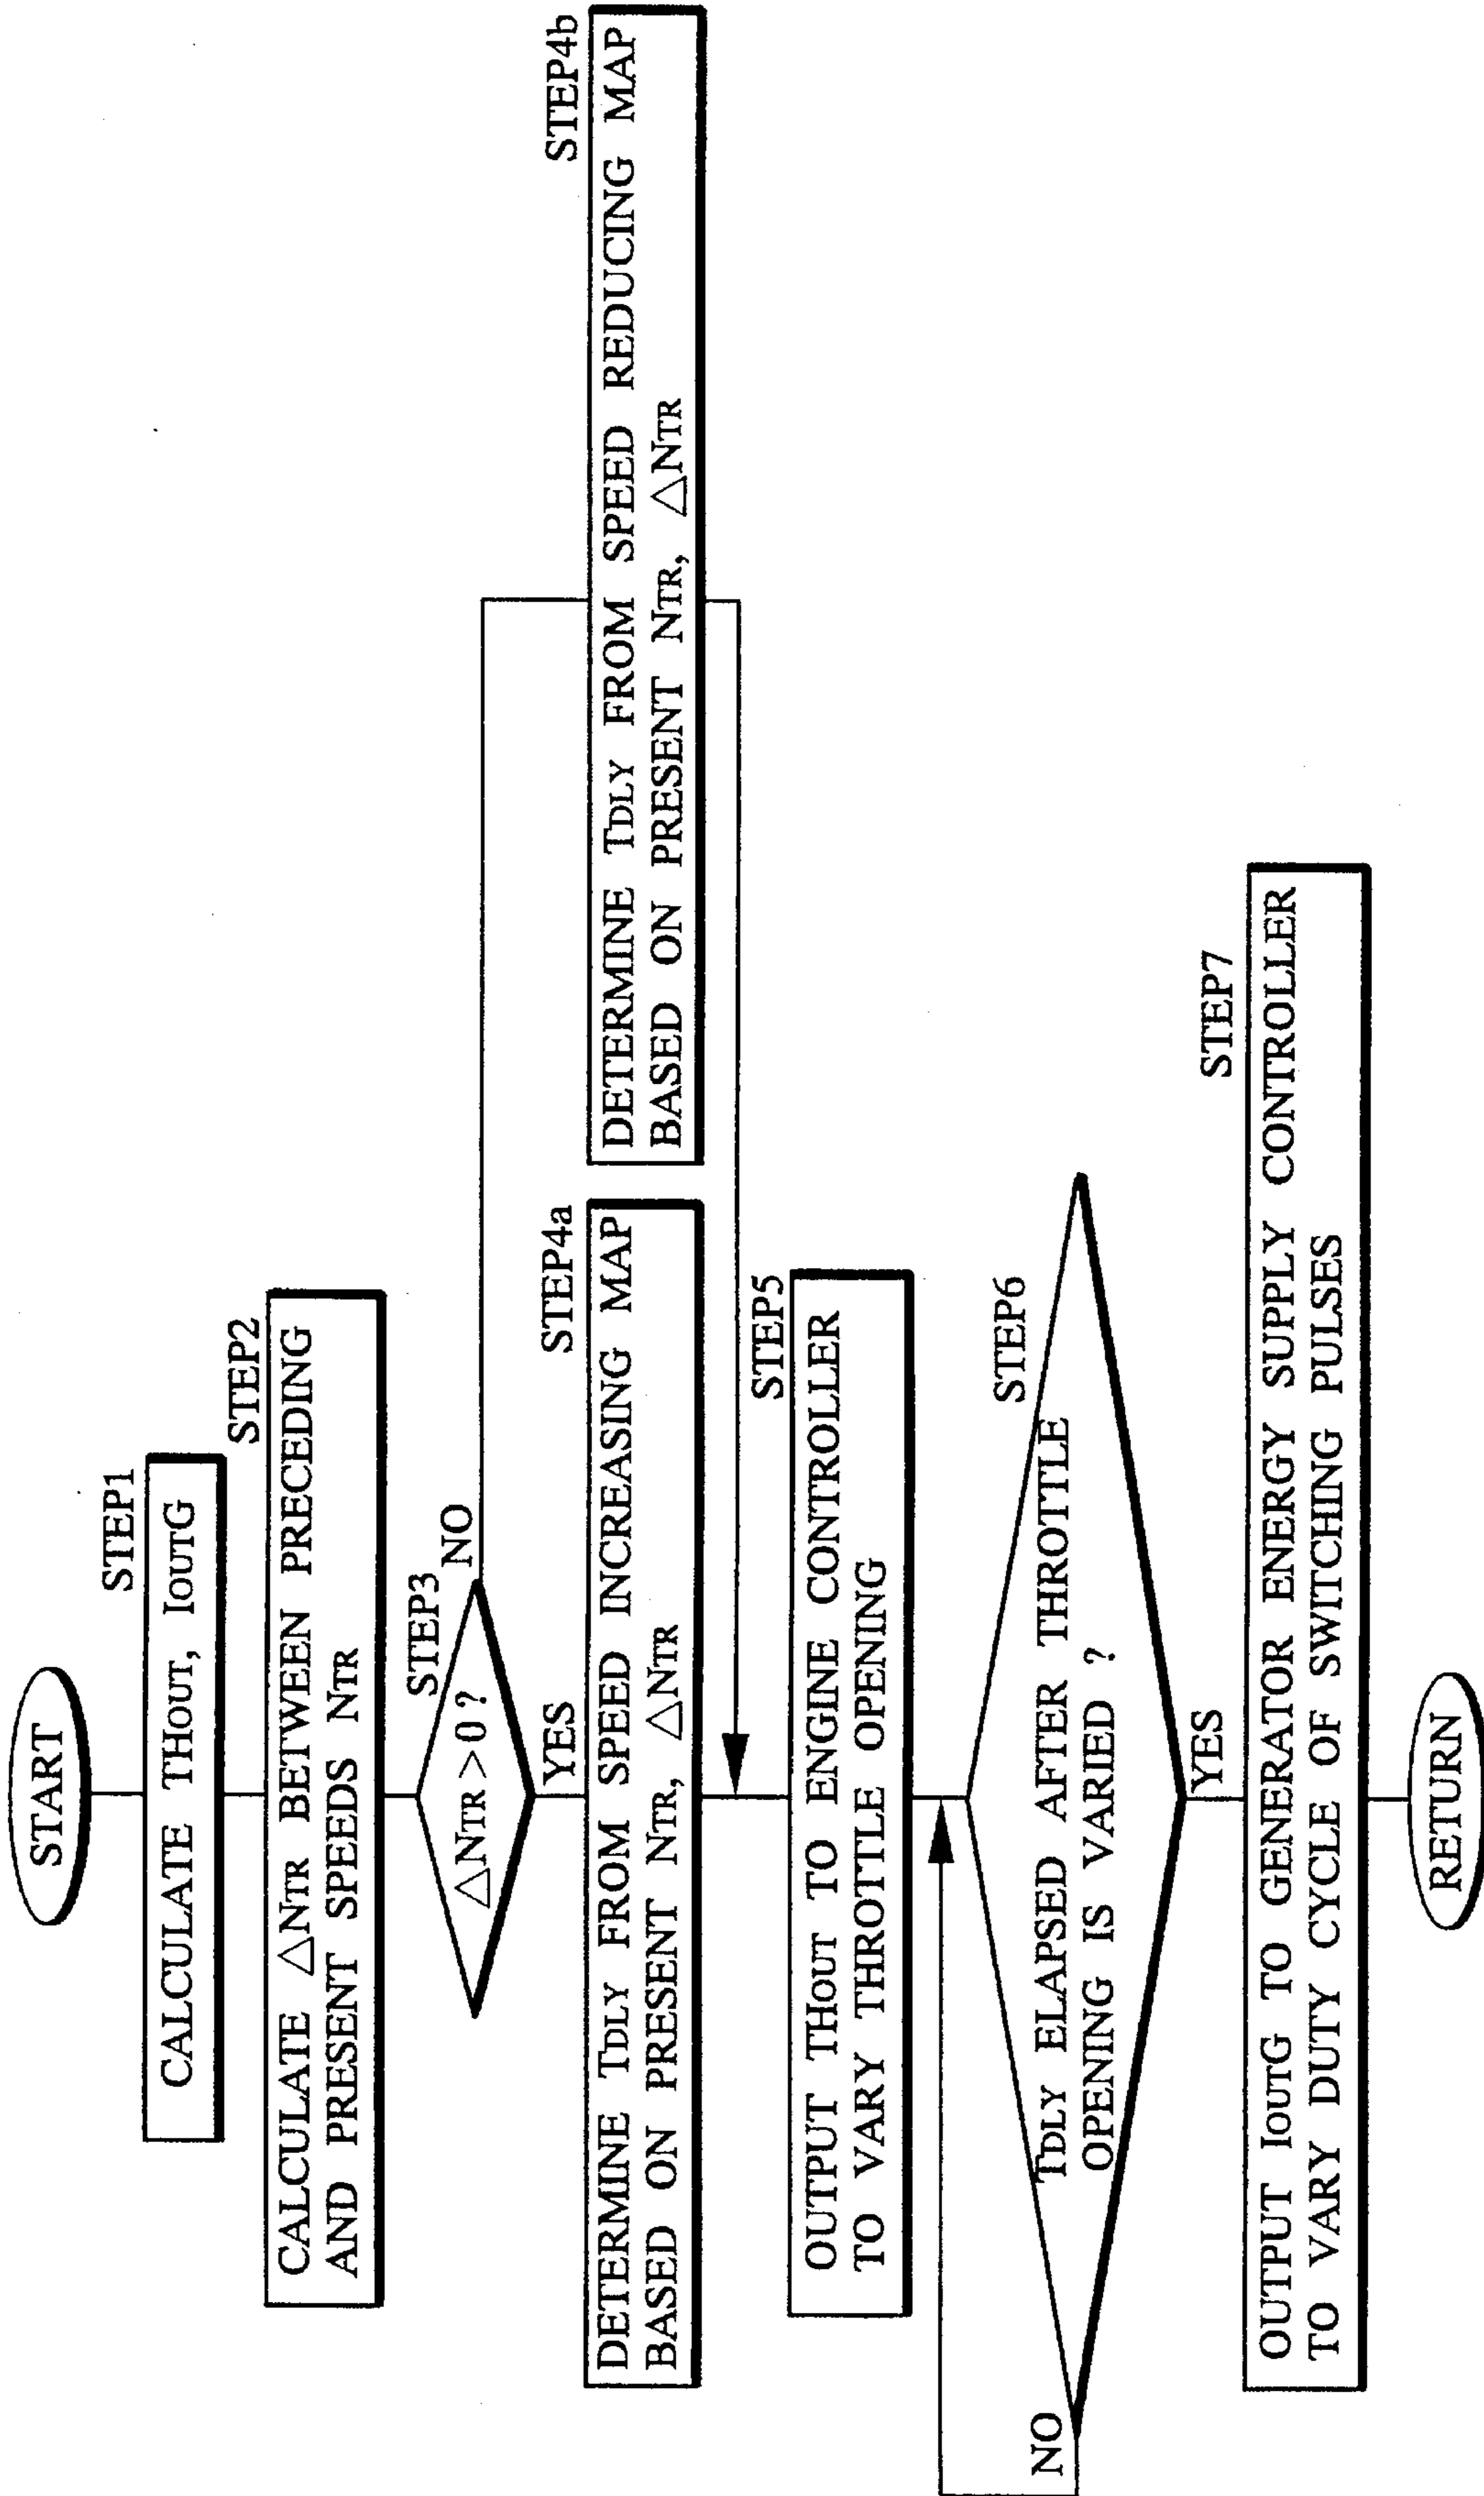 START
STEP1
CALCULATE THOUT, IOUTG
STEP2
CALCULATE △NTR BETWEEN PRECEDING
AND PRESENT SPEEDS NTR
STEP3
△NTR >0 ?
NO
YES
STEP4a
DETERMINE TDLY FROM SPEED INCREASING MAP
BASED ON PRESENT NTR, △NTR
STEP4b
DETERMINE TDLY FROM SPEED REDUCING MAP
BASED ON PRESENT NTR, △NTR
STEP5
OUTPUT THOUT TO ENGINE CONTROLLER
TO VARY THROTTLE OPENING
STEP6
TDLY ELAPSED AFTER THROTTLE
OPENING IS VARIED ?
NO
YES
STEP7
OUTPUT IOUTG TO GENERATOR ENERGY SUPPLY CONTROLLER
TO VARY DUTY CYCLE OF SWITCHING PULSES
RETURN